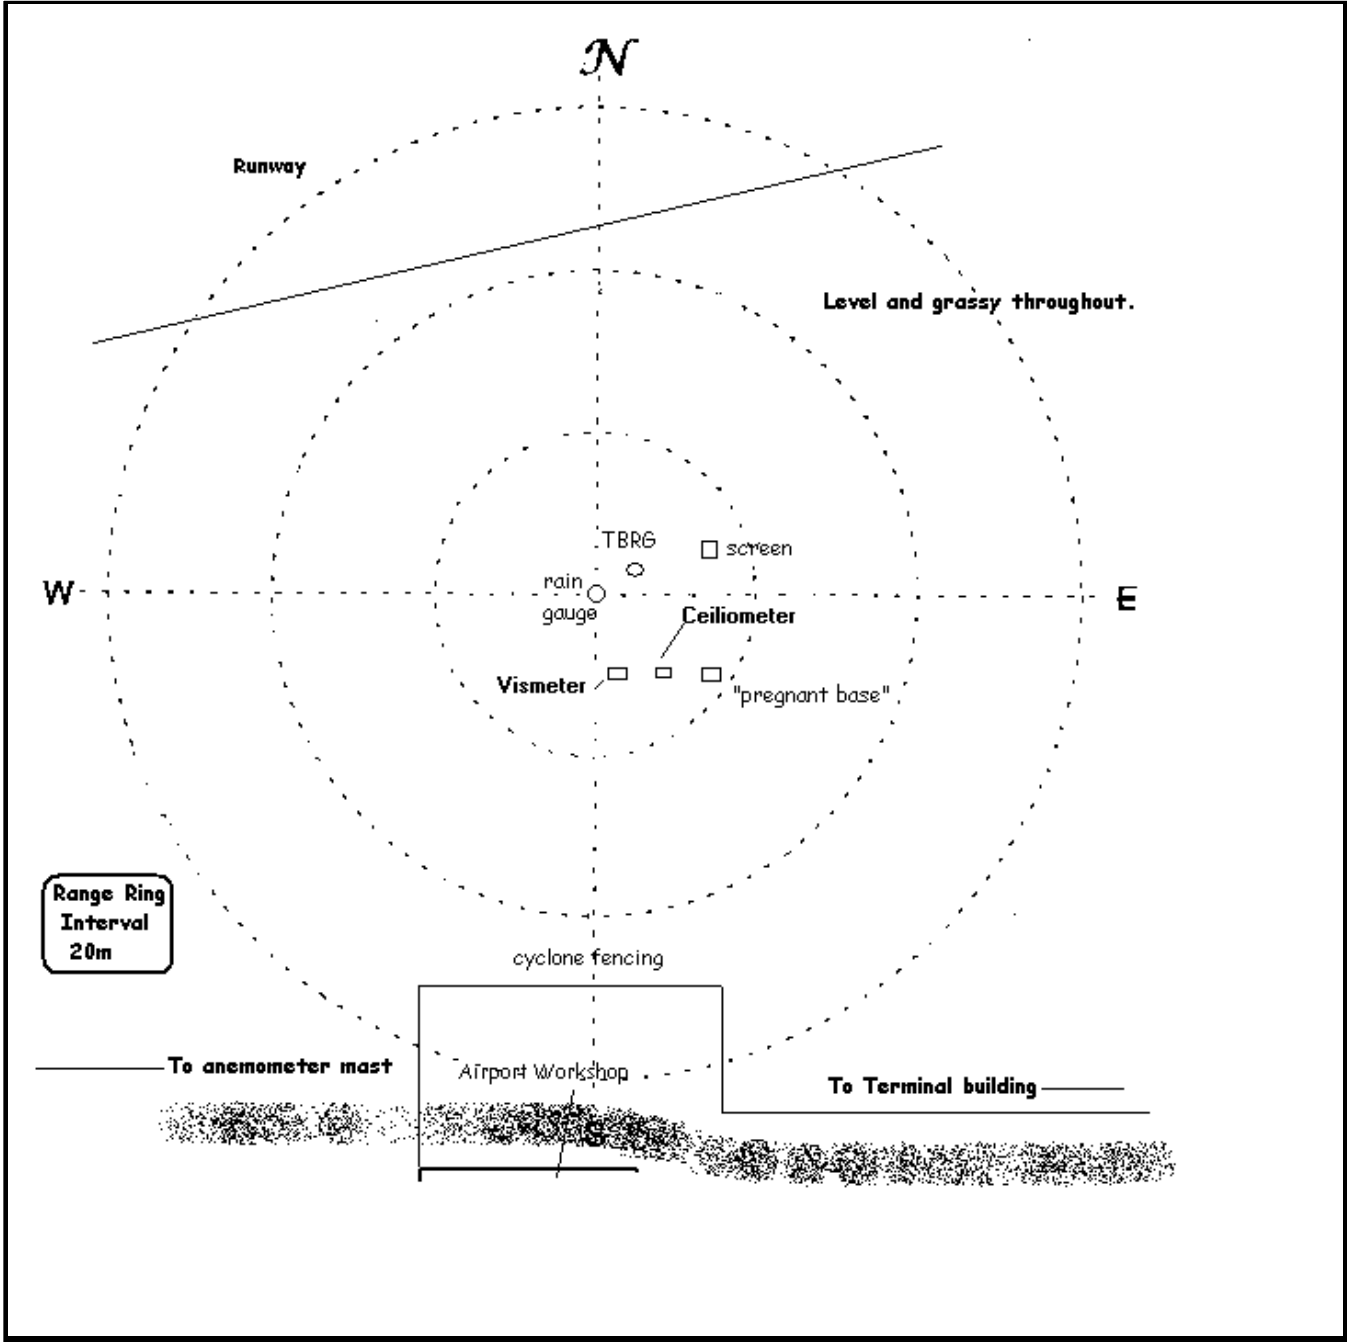 N
Runway
Level and grassy throughout.
TBRG
screen
rain
gauge
W
E
Ceiliometer
Vismeter
"pregnant base"
Range Ring
Interval
20m
cyclone fencing
To anemometer mast
Airport Workshop
To Terminal building
S